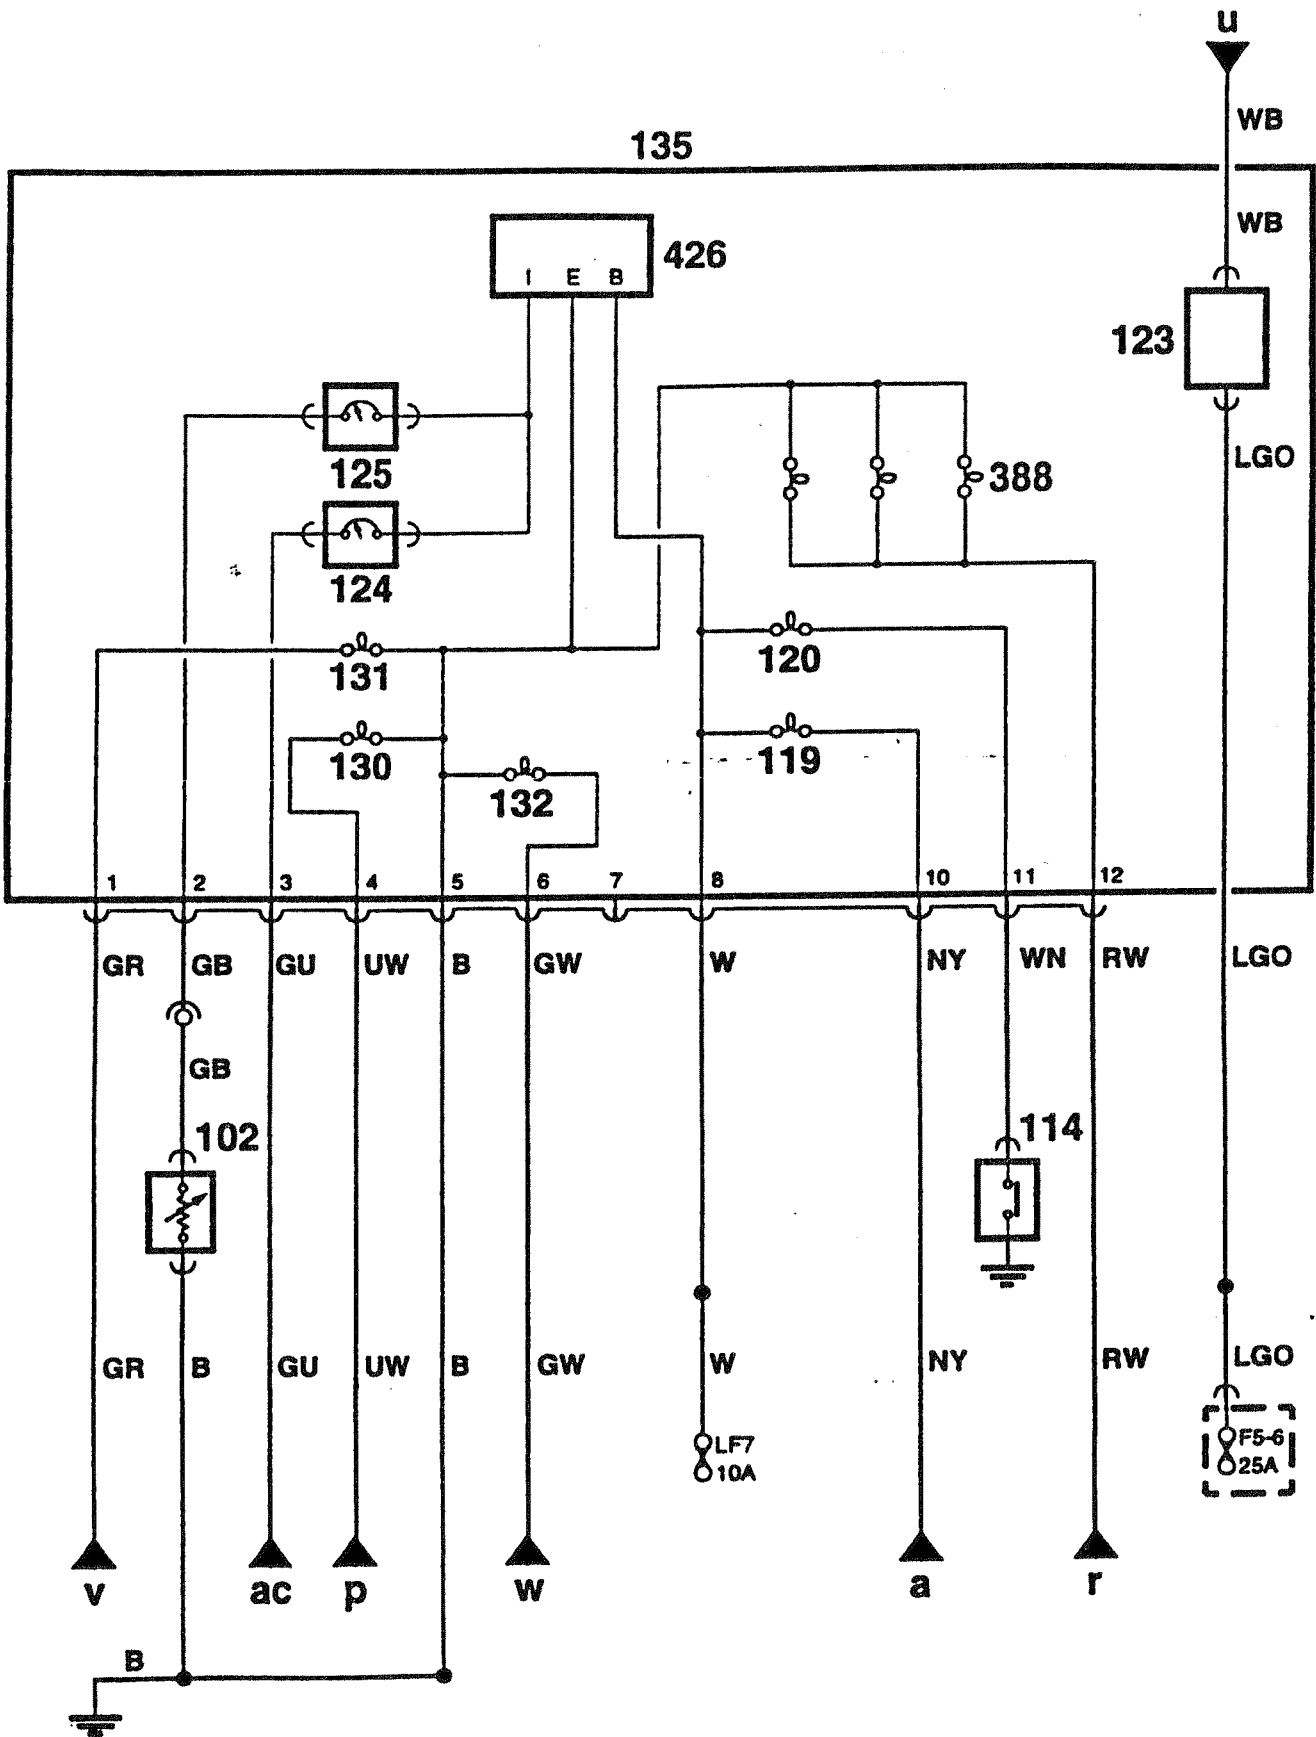 u
WB
135
WB
426
I E B
123
125
388
LGO
124
120
131
119
130
132
1 2 3 4 5 6 7 8 10 11 12
GR GB GU UW B GW W NY WN RW LGO
GB
102
114
GR B GU UW B GW W NY RW LGO
LF7
10A
F5-6
25A
v ac p w a r
B